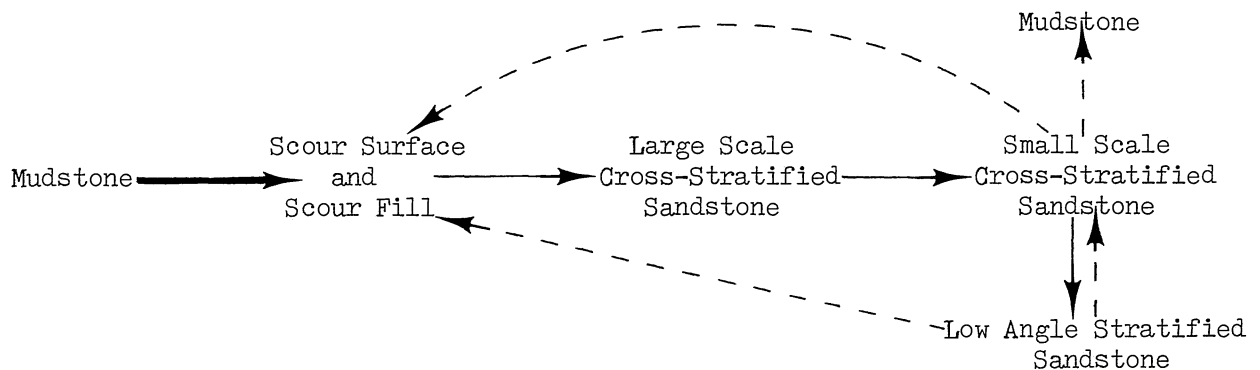 Mudstone
Scour Surface
and
Scour Fill
Large Scale
Cross-Stratified
Sandstone
Small Scale
Cross-Stratified
Sandstone
Mudstone
Low Angle Stratified
Sandstone